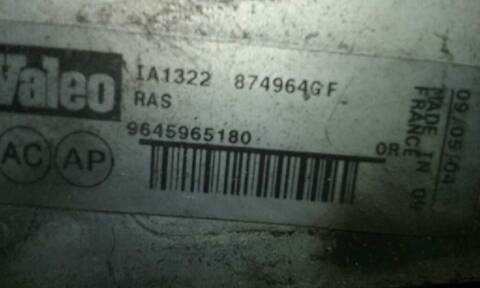 Valeo
IA1322 874964GF
RAS
9645965180
OR
AC AP
09/05/04
MADE IN
FRANCE